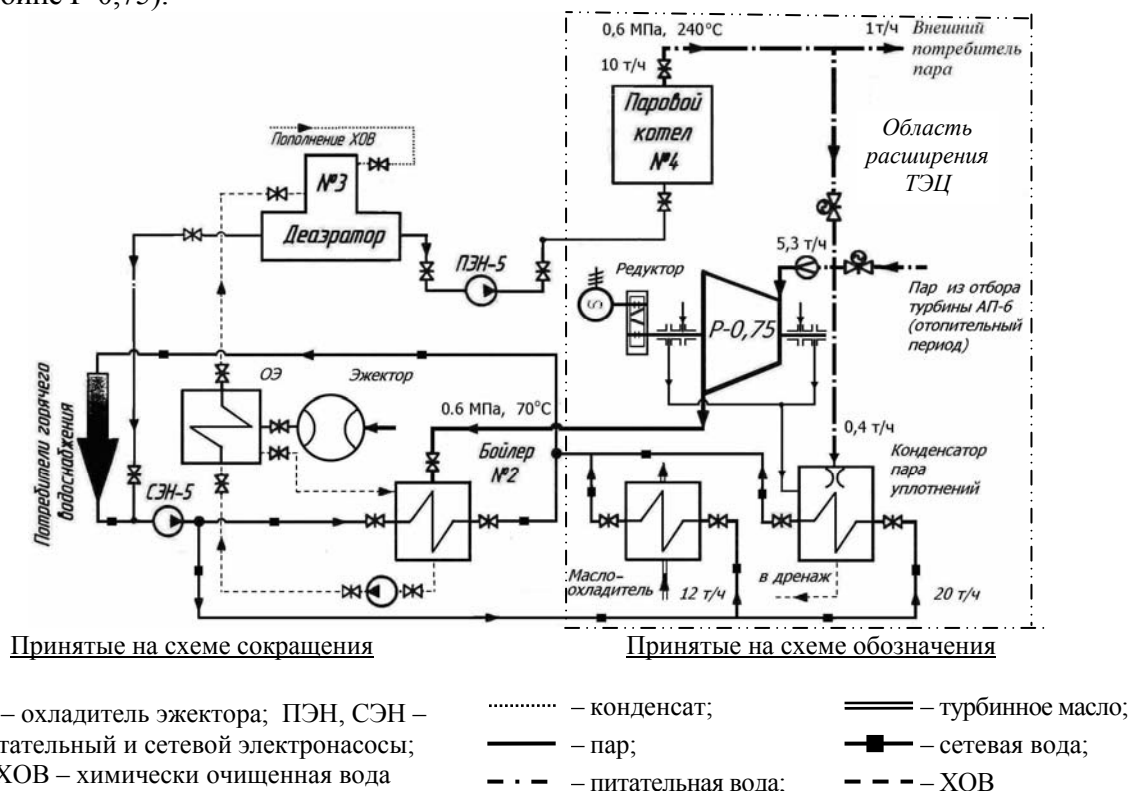 0,6 МПа, 240°С
1т/ч
Внешний
потребитель
пара
10 т/ч
Паровой
котел
№4
Область
расширения
ТЭЦ
Пополнение ХОВ
№3
Деаэратор
ПЭН-5
5,3 т/ч
Редуктор
S
Р-0,75
Пар из отбора
турбины АП-6
(отопительный
период)
ОЭ
Эжектор
0.6 МПа, 70°С
Бойлер
№2
0,4 т/ч
Конденсатор
пара
уплотнений
Потребители горячего
водоснабжения
СЭН-5
Масло-
охладитель
12 т/ч
в дренаж
20 т/ч
Принятые на схеме сокращения
Принятые на схеме обозначения
– охладитель эжектора; ПЭН, СЭН –
тательный и сетевой электронасосы;
ХОВ – химически очищенная вода
– конденсат;
– пар;
– питательная вода;
– турбинное масло;
– сетевая вода;
– ХОВ